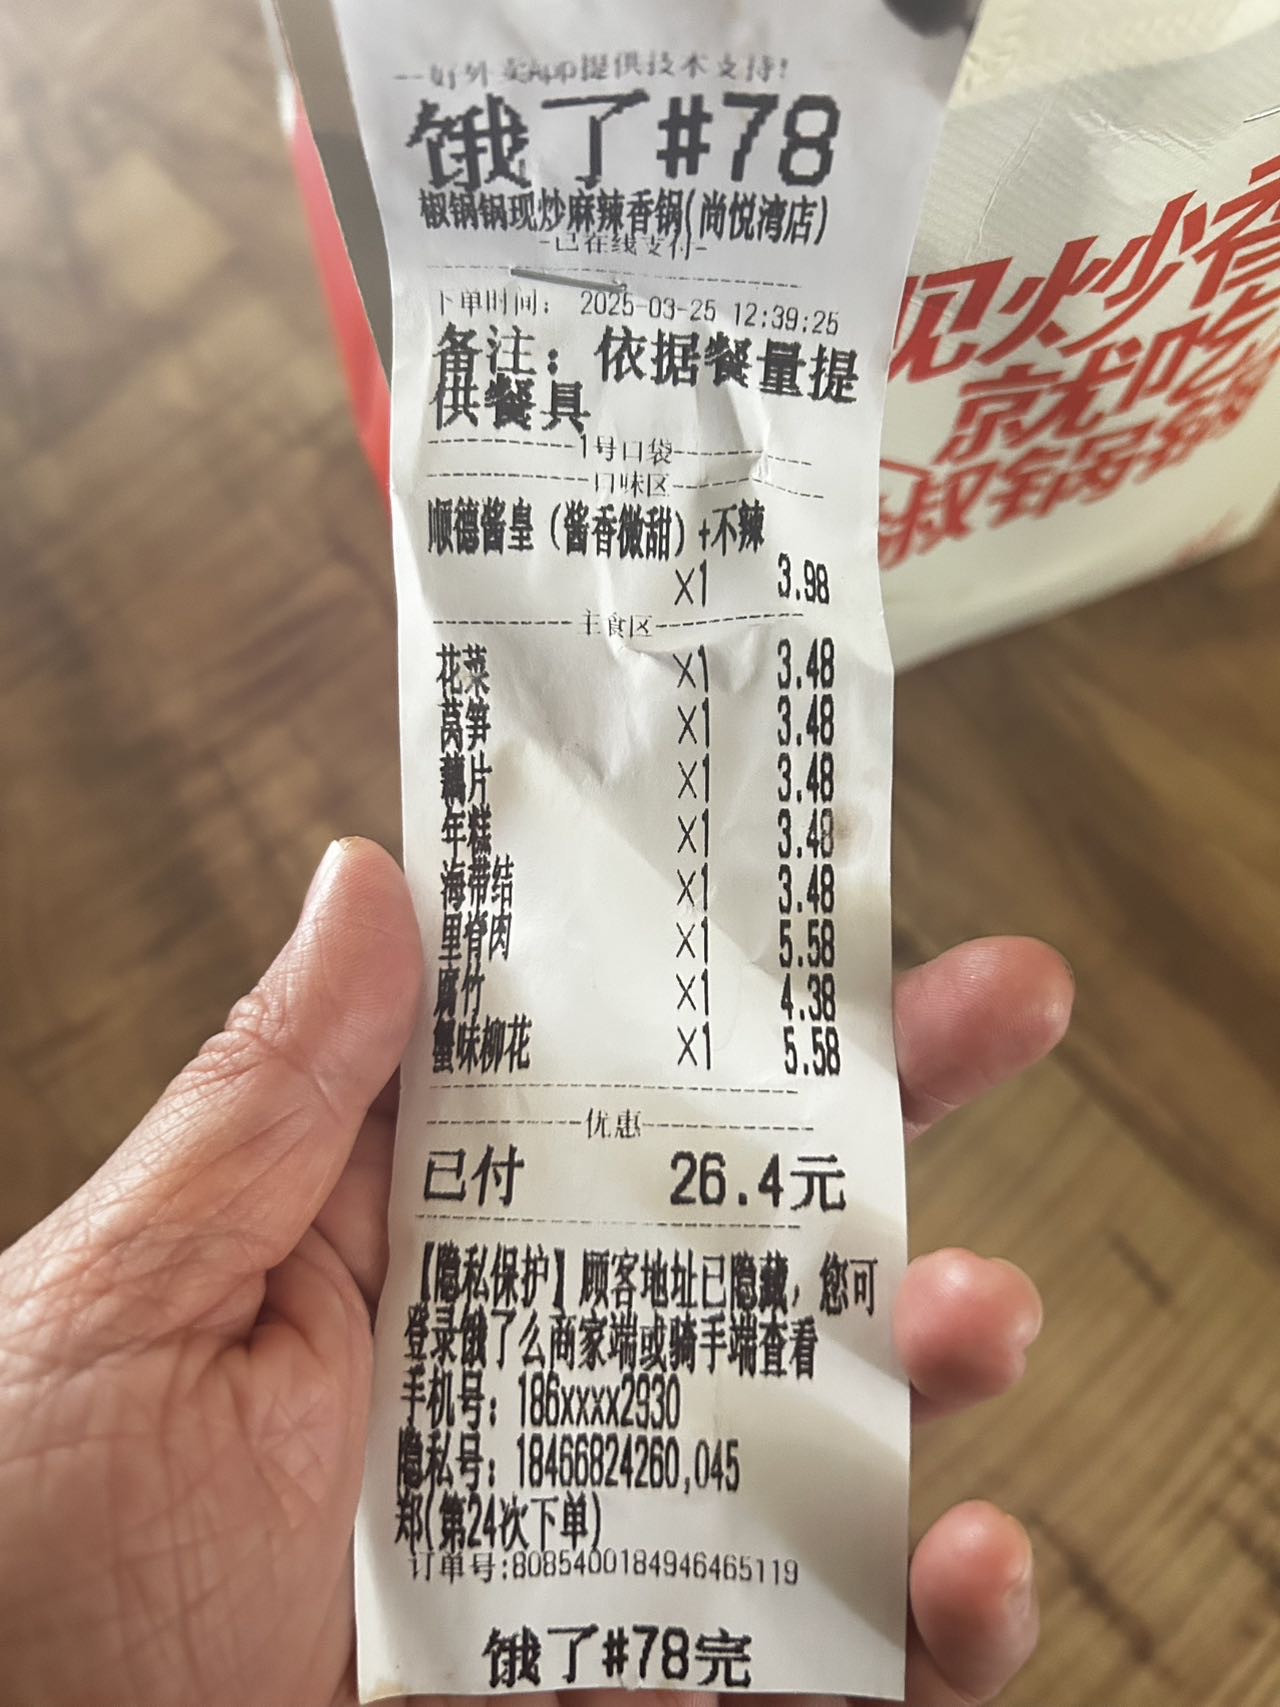 一好外卖app提供技术支持!
饿了#78
椒锅锅现炒麻辣香锅(尚悦湾店)
-已在线支付-
下单时间: 2025-03-25 12:39:25
备注: 依据餐量提
供餐具
1号口袋
口味区
顺德酱皇(酱香微甜)+不辣
X1 3.98
主食区
花菜 X1 3.48
莴笋 X1 3.48
藕片 X1 3.48
年糕 X1 3.48
海带结 X1 3.48
里脊肉 X1 5.58
腐竹 X1 4.38
蟹味柳花 X1 5.58
优惠
已付 26.4元
【隐私保护】顾客地址已隐藏,您可
登录饿了么商家端或骑手端查看
手机号: 186xxxx2930
隐私号: 18466824260,045
郑(第24次下单)
订单号:8085400184946465119
饿了#78完
现炒香
就吃
椒锅锅